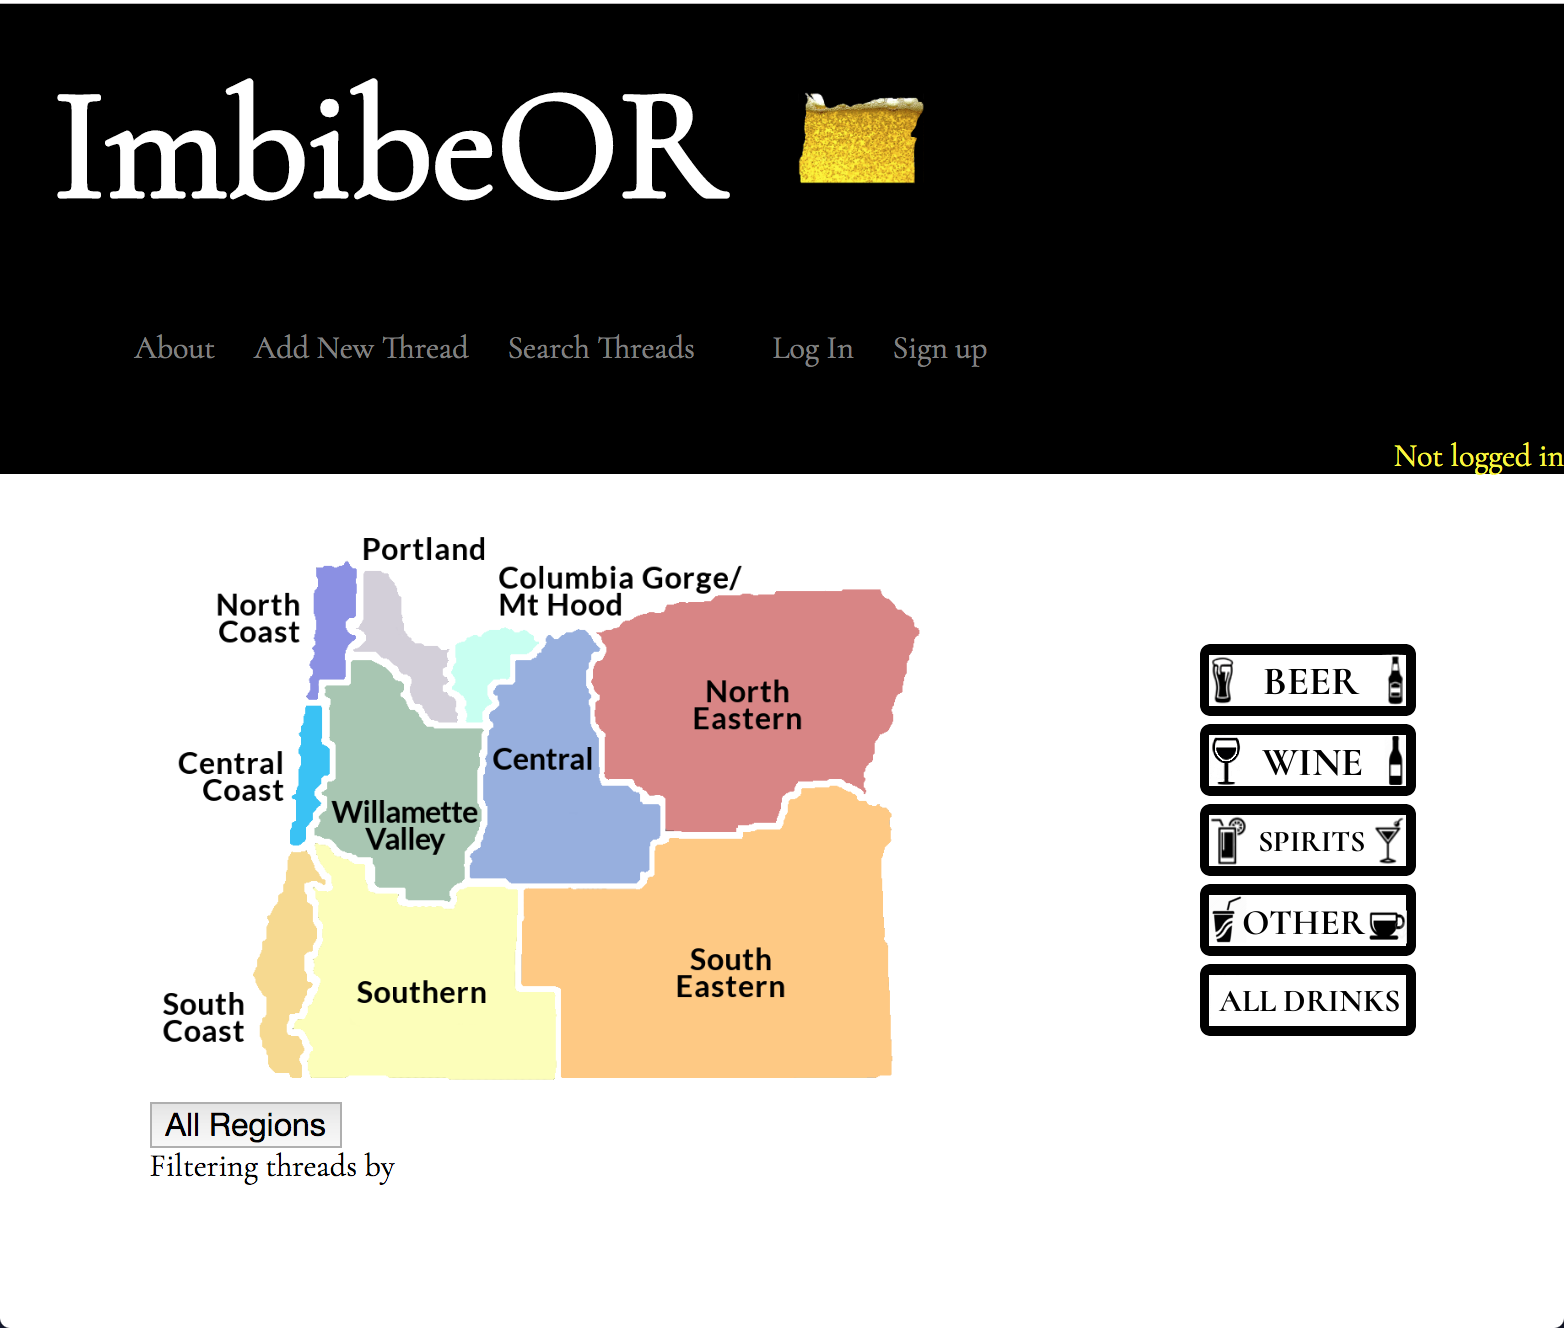 ImbibeOR
About Add New Thread Search Threads Log In Sign up
Not logged in
Portland
Columbia Gorge/
Mt Hood
North
Coast
North
Eastern
Central
Central
Coast
Willamette
Valley
South
Eastern
Southern
South
Coast
BEER
WINE
SPIRITS
OTHER
ALL DRINKS
All Regions
Filtering threads by